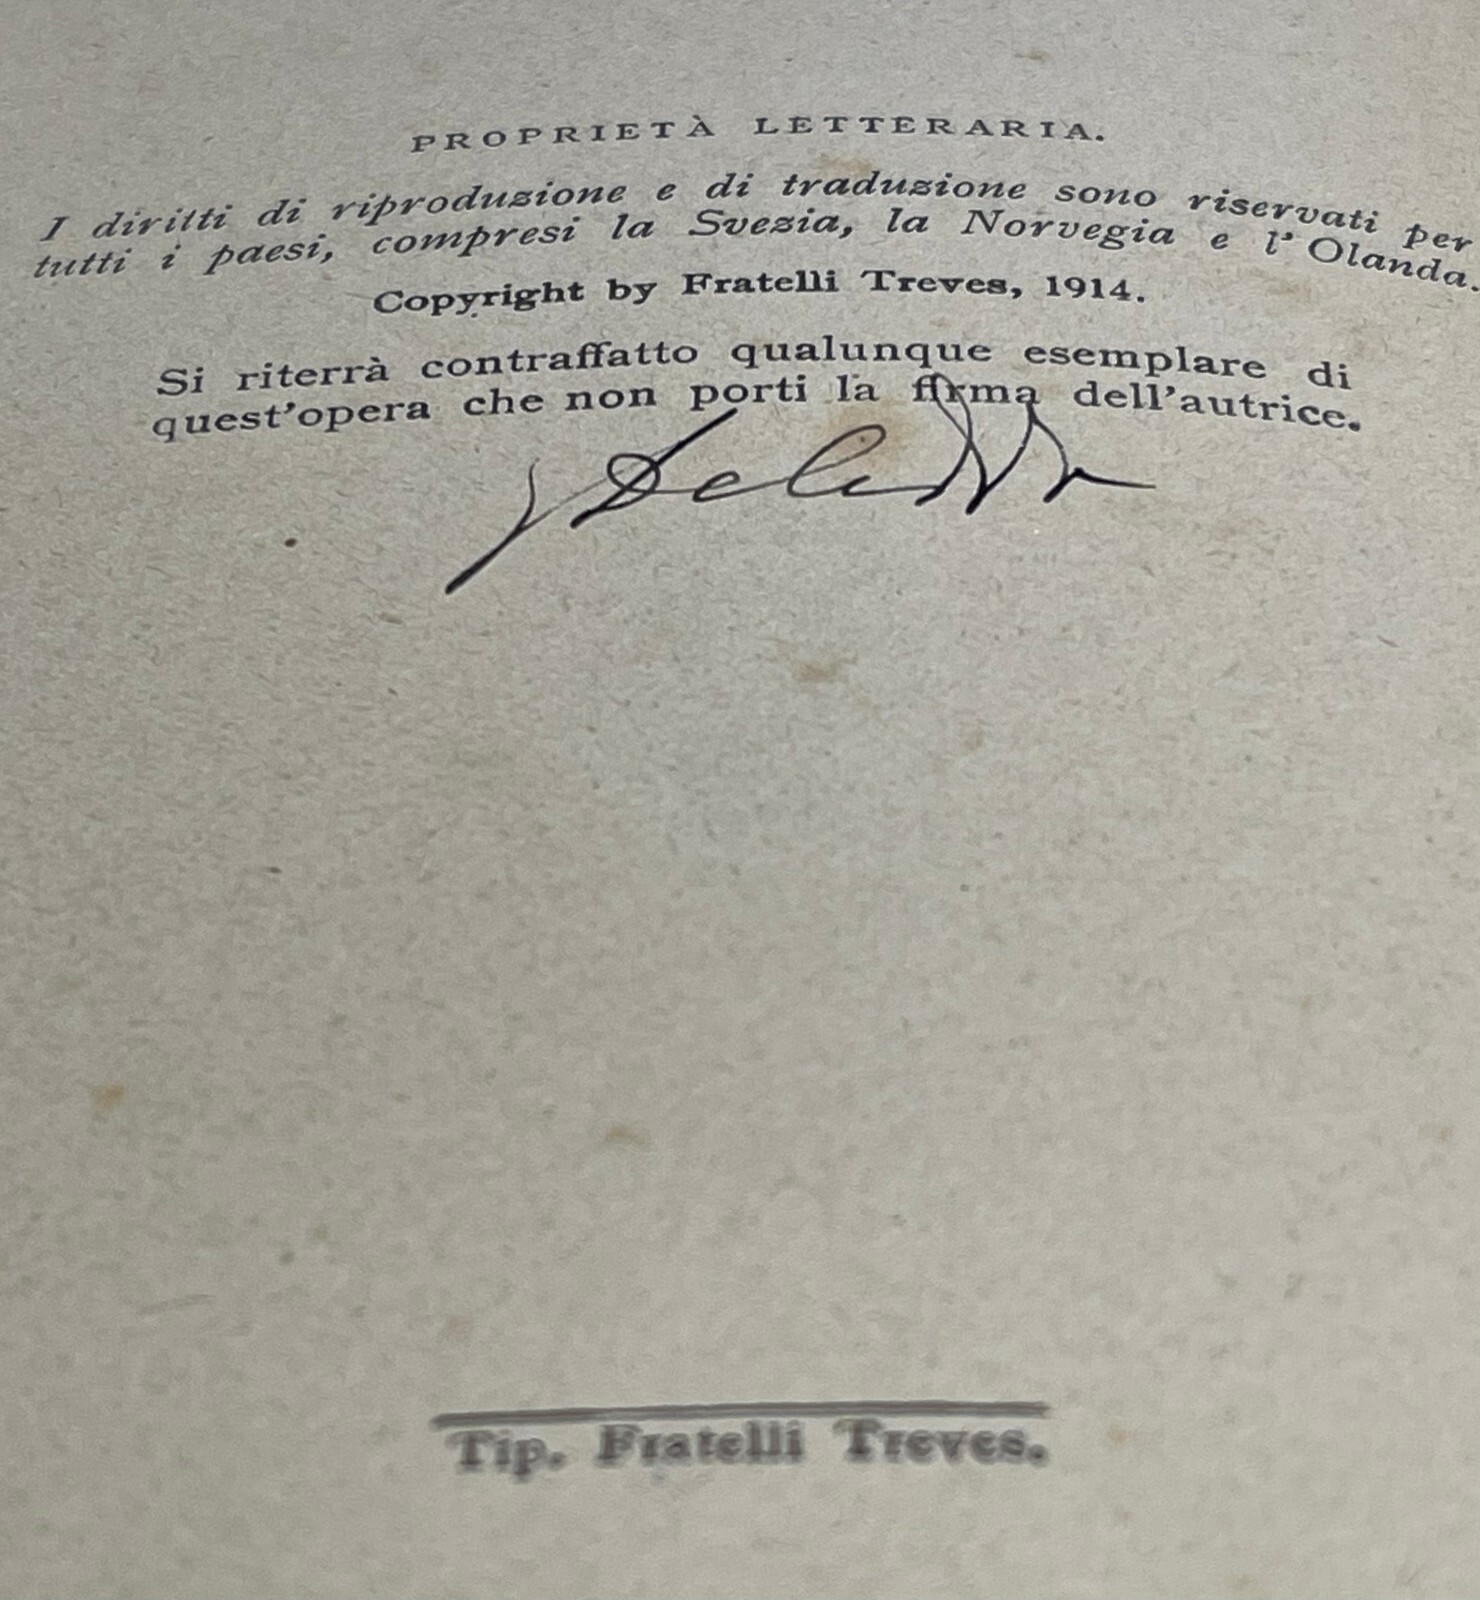 PROPRIETÀ LETTERARIA.
I diritti di riproduzione e di traduzione sono riservati per
tutti i paesi, compresi la Svezia, la Norvegia e l'Olanda.
Copyright by Fratelli Treves, 1914.
Si riterrà contraffatto qualunque esemplare di
quest'opera che non porti la firma dell'autrice.
Deledda
Tip. Fratelli Treves.